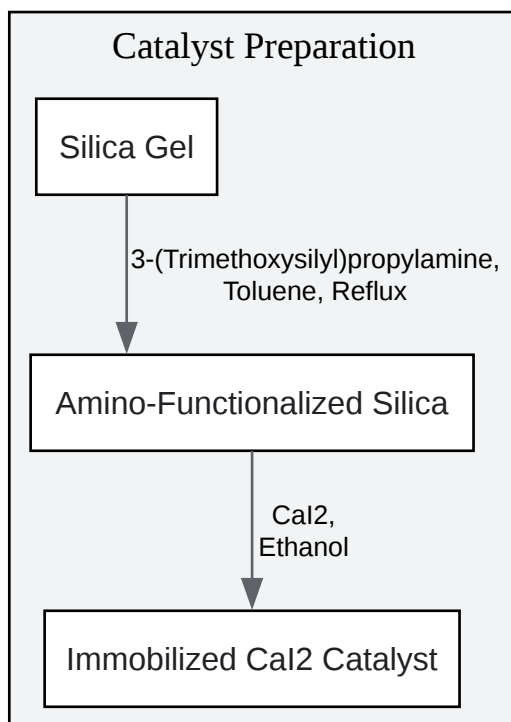 Catalyst Preparation
Silica Gel
3-(Trimethoxysilyl)propylamine,
Toluene, Reflux
Amino-Functionalized Silica
CaI2,
Ethanol
Immobilized CaI2 Catalyst